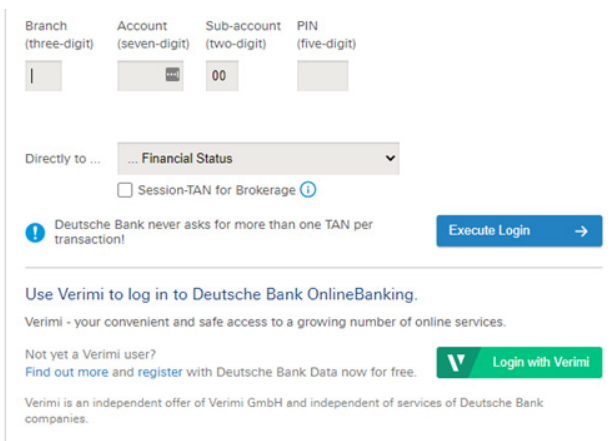 Branch Account Sub-account PIN
(three-digit) (seven-digit) (two-digit) (five-digit)
00
Directly to ... ... Financial Status
Session-TAN for Brokerage i
! Deutsche Bank never asks for more than one TAN per
transaction!
Execute Login →
Use Verimi to log in to Deutsche Bank OnlineBanking.
Verimi - your convenient and safe access to a growing number of online services.
Not yet a Verimi user?
Find out more and register with Deutsche Bank Data now for free.
Login with Verimi
Verimi is an independent offer of Verimi GmbH and independent of services of Deutsche Bank
companies.